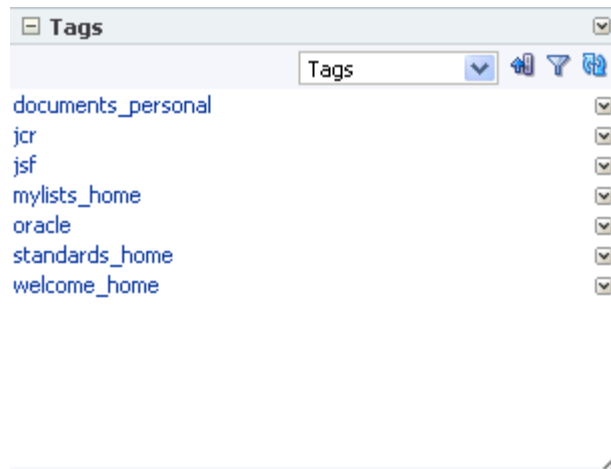 Tags
Tags
documents_personal
jcr
jsf
mylists_home
oracle
standards_home
welcome_home